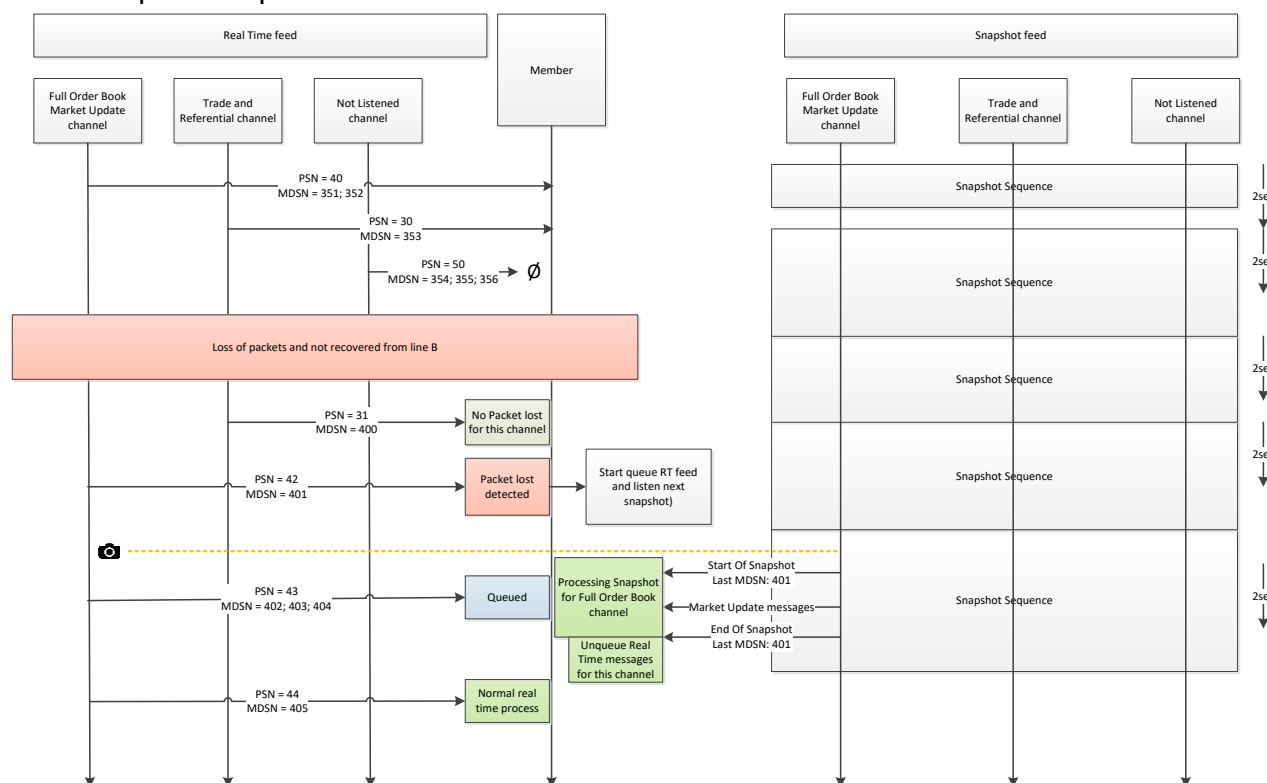 Real Time feed
Member
Snapshot feed
Full Order Book
Market Update
channel
Trade and
Referential channel
Not Listened
channel
Full Order Book
Market Update
channel
Trade and
Referential channel
Not Listened
channel
PSN = 40
MDSN = 351; 352
Snapshot Sequence
2se
PSN = 30
MDSN = 353
PSN = 50
MDSN = 354; 355; 356
Ø
Snapshot Sequence
2se
Loss of packets and not recovered from line B
Snapshot Sequence
2se
PSN = 31
MDSN = 400
No Packet lost
for this channel
PSN = 42
MDSN = 401
Packet lost
detected
Start queue RT feed
and listen next
snapshot)
Snapshot Sequence
2se
Start Of Snapshot
Last MDSN: 401
PSN = 43
MDSN = 402; 403; 404
Queued
Processing Snapshot
for Full Order Book
channel
Market Update messages
Snapshot Sequence
2se
End Of Snapshot
Last MDSN: 401
Unqueue Real
Time messages
for this channel
PSN = 44
MDSN = 405
Normal real
time process